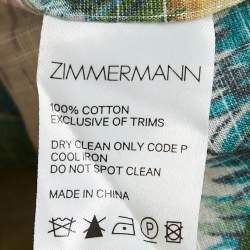 ZIMMERMANN
100% COTTON
EXCLUSIVE OF TRIMS
DRY CLEAN ONLY CODE P
COOL IRON
DO NOT SPOT CLEAN
MADE IN CHINA
P